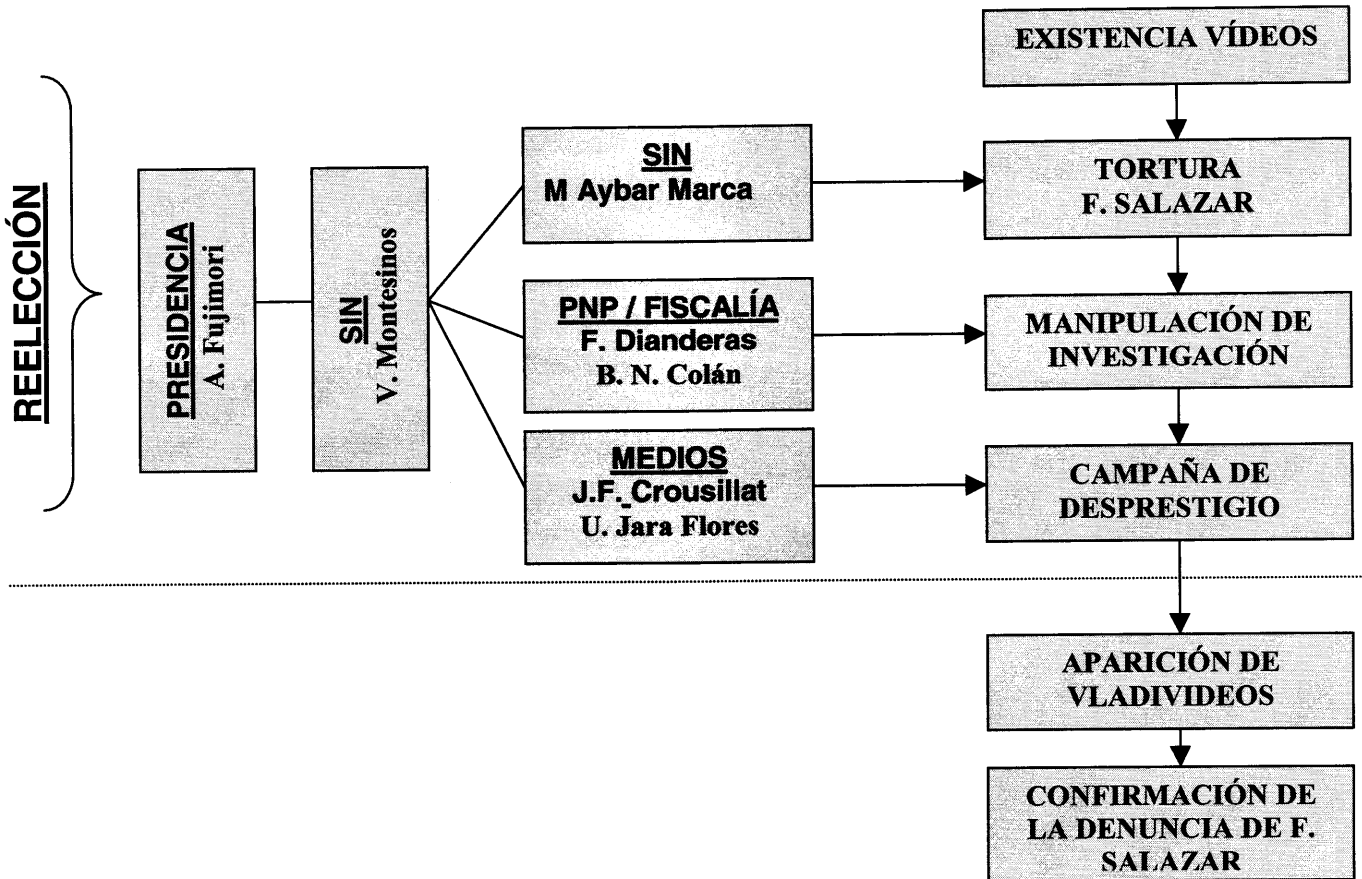 REELECCIÓN
PRESIDENCIA
A. Fujimori
SIN
V. Montesinos
SIN
M Aybar Marca
PNP / FISCALÍA
F. Dianderas
B. N. Colán
MEDIOS
J.F. Crousillat
U. Jara Flores
EXISTENCIA VÍDEOS
TORTURA
F. SALAZAR
MANIPULACIÓN DE
INVESTIGACIÓN
CAMPAÑA DE
DESPRESTIGIO
APARICIÓN DE
VLADIVIDEOS
CONFIRMACIÓN DE
LA DENUNCIA DE F.
SALAZAR